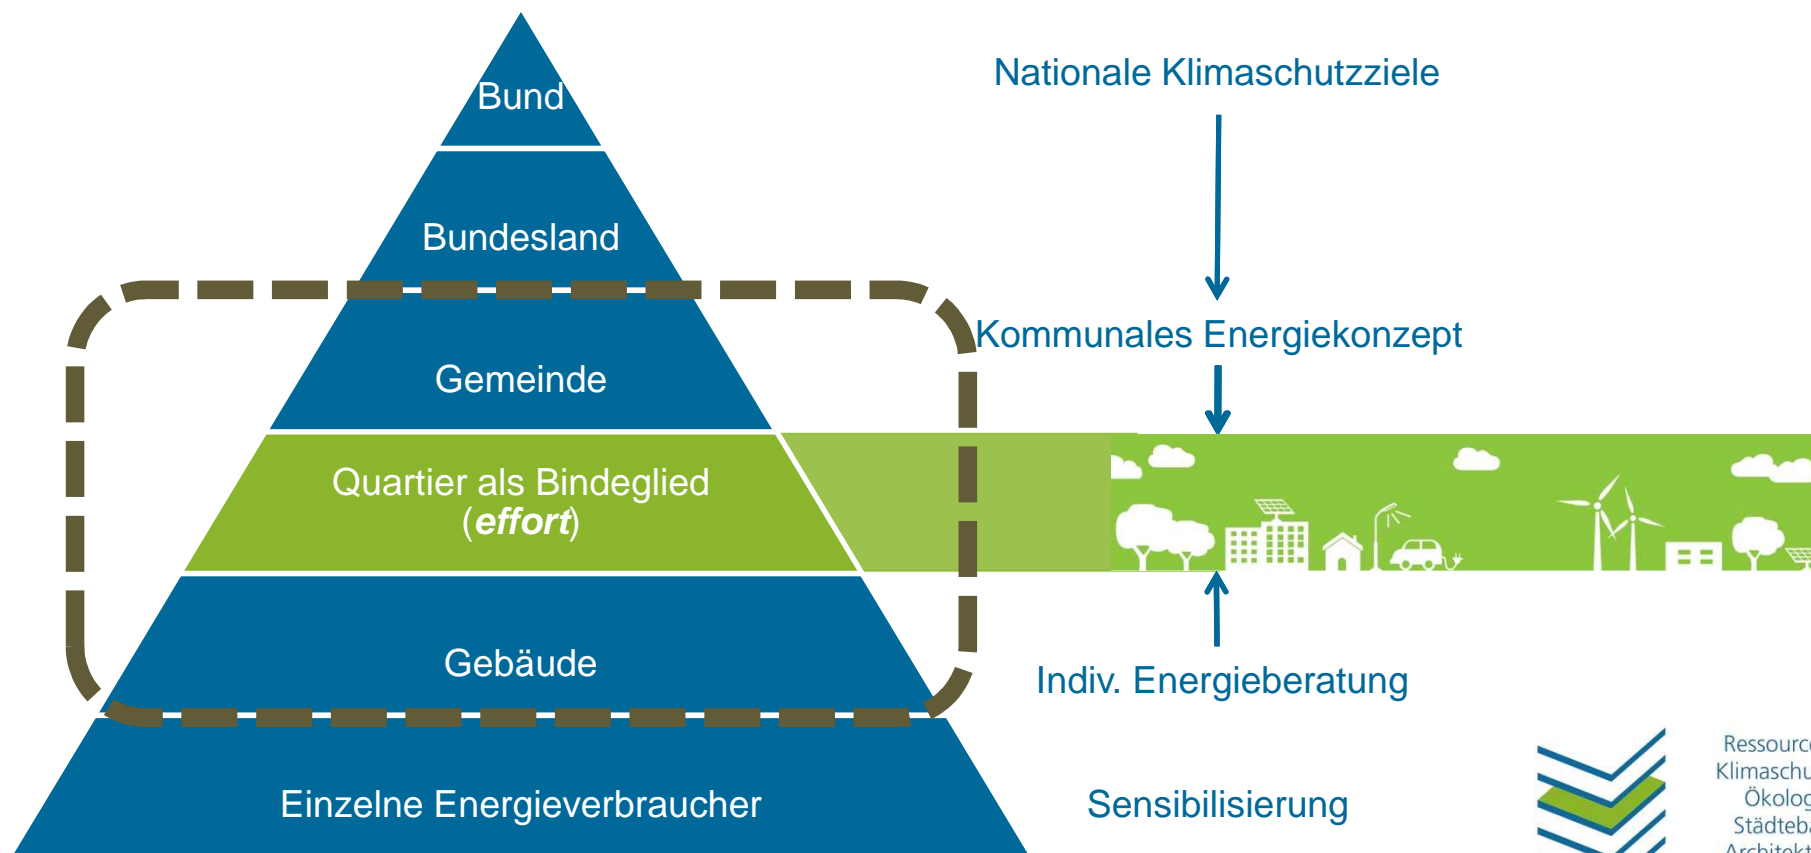 Bund
Nationale Klimaschutzziele
Bundesland
Kommunales Energiekonzept
Gemeinde
Quartier als Bindeglied
(effort)
Gebäude
Indiv. Energieberatung
Einzelne Energieverbraucher
Sensibilisierung